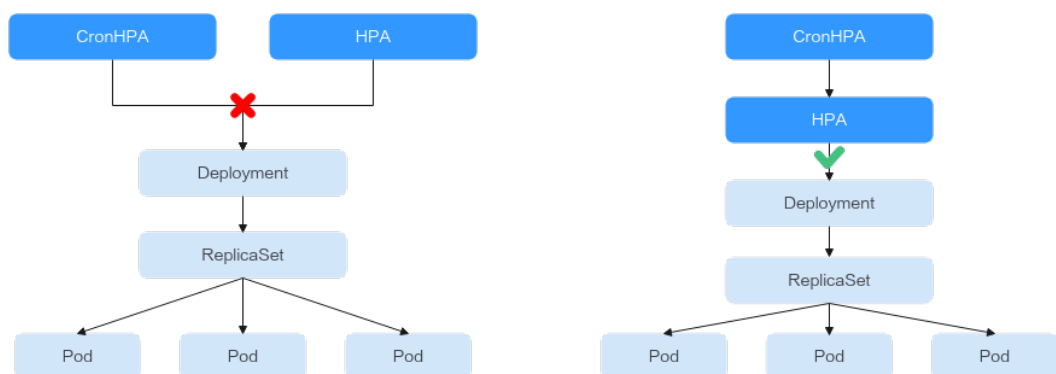 CronHPA
HPA
Deployment
ReplicaSet
Pod
Pod
Pod
CronHPA
HPA
Deployment
ReplicaSet
Pod
Pod
Pod